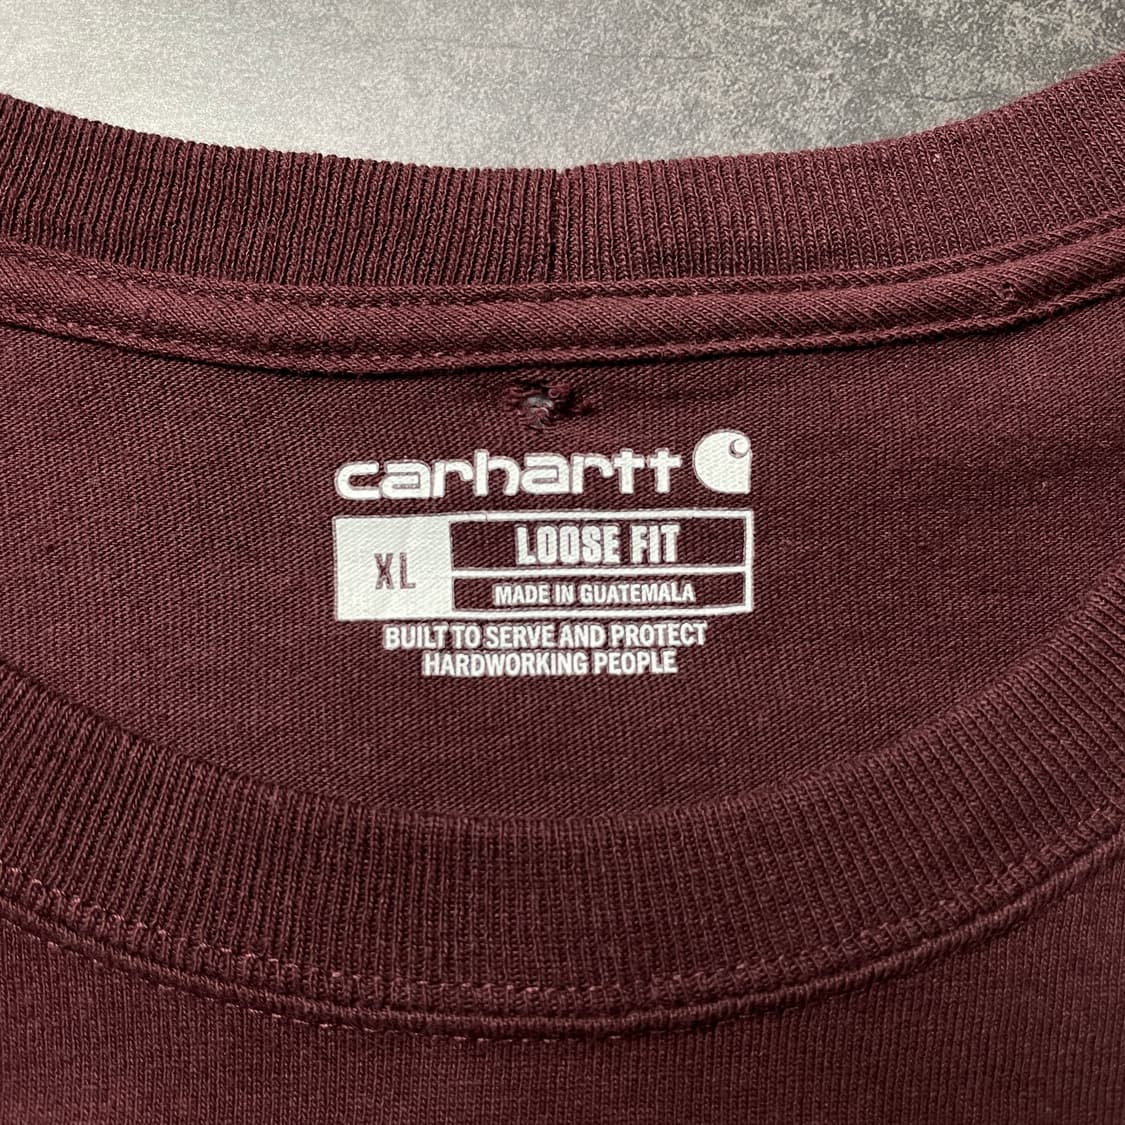 carhartt
XL
LOOSE FIT
MADE IN GUATEMALA
BUILT TO SERVE AND PROTECT
HARDWORKING PEOPLE